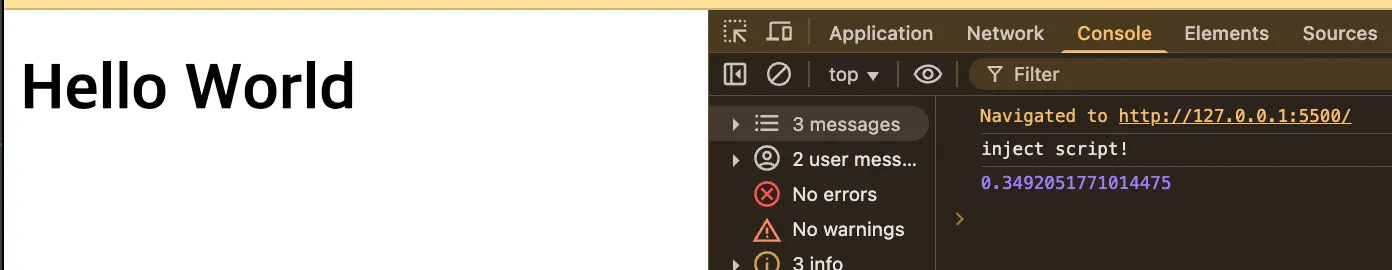 Hello World
Application Network Console Elements Sources
top Filter
3 messages
2 user mess...
No errors
No warnings
3 info
Navigated to http://127.0.0.1:5500/
inject script!
0.3492051771014475